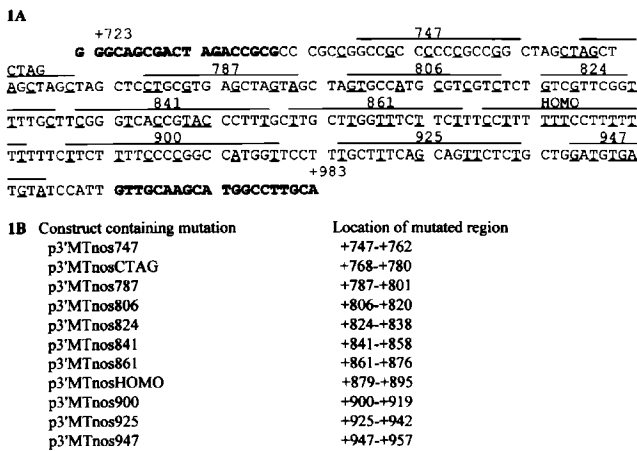 1A
+723 747
G GGCAGCGACT AGACCGCGCC CGCCGGCCGC CCCCCGCCGG CTAGCTAGCT
CTAG 787 806 824
AGCTAGCTAGC CTCCTGCGTG AGCTAGTAGC TAGTGCCATG CGTCGTCTCT GTCGTTCGGT
841 861 HOMO
TTTGCTTCGG GTCACCGTAC CCTTTGCTTG CTTGGTTTCT TCTTTCCTTT TTTCCTTTTT
900 925 947
TTTTTCTTCT TTTCCCCGGC CATGGTTCCT TTGCTTTCAG CAGTTCTCTG CTGGATGTGA
+983
TGTATCCATT GTTGCAAGCA TGGCCTTGCA
1B Construct containing mutation Location of mutated region
p3'MTnos747 +747-+762
p3'MTnosCTAG +768-+780
p3'MTnos787 +787-+801
p3'MTnos806 +806-+820
p3'MTnos824 +824-+838
p3'MTnos841 +841-+858
p3'MTnos861 +861-+876
p3'MTnosHOMO +879-+895
p3'MTnos900 +900-+919
p3'MTnos925 +925-+942
p3'MTnos947 +947-+957